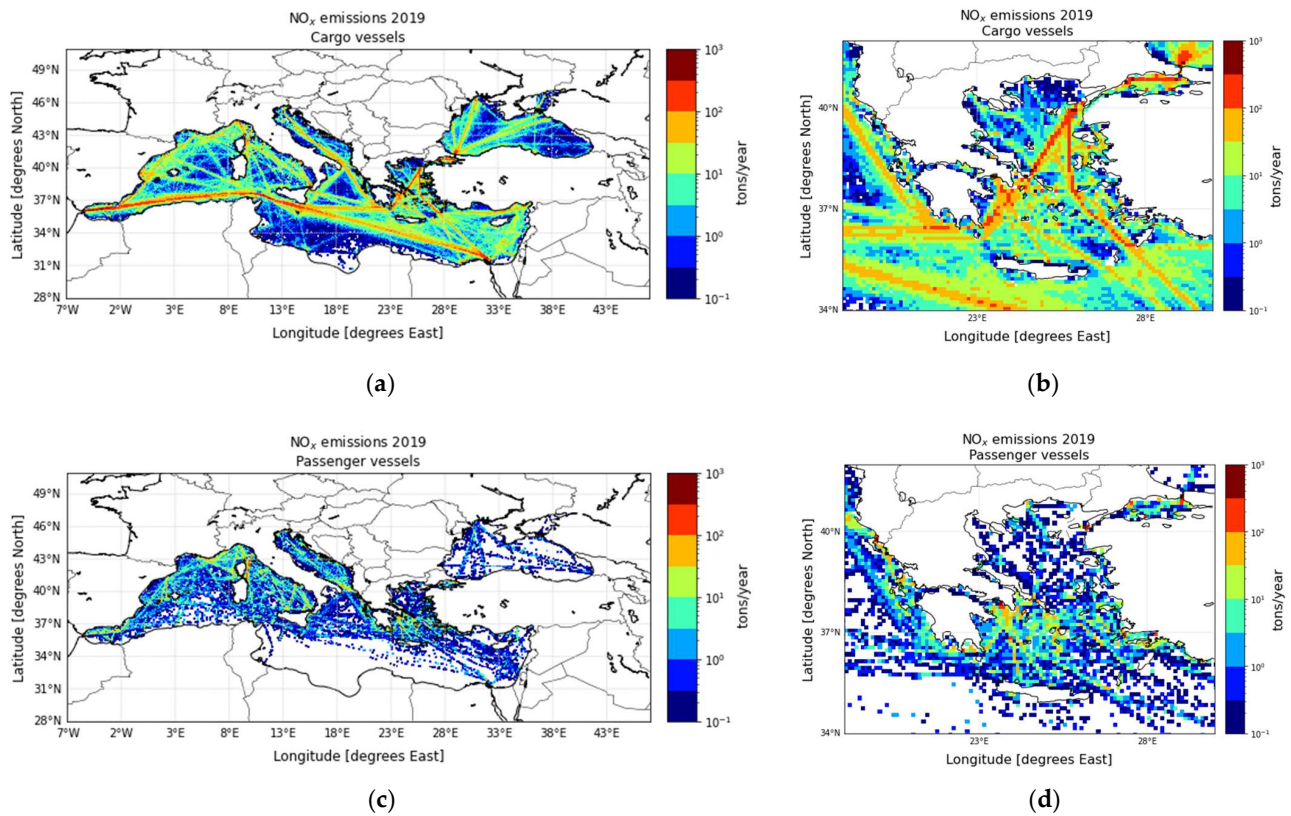 NOₓ emissions 2019
Cargo vessels
49°N
46°N
43°N
40°N
37°N
34°N
31°N
28°N
7°W 2°W 3°E 8°E 13°E 18°E 23°E 28°E 33°E 38°E 43°E
Latitude [degrees North]
Longitude [degrees East]
10³
10²
10¹
10⁰
10⁻¹
tons/year
(a)
NOₓ emissions 2019
Cargo vessels
40°N
37°N
34°N
23°E 28°E
Latitude [degrees North]
Longitude [degrees East]
10³
10²
10¹
10⁰
10⁻¹
tons/year
(b)
NOₓ emissions 2019
Passenger vessels
49°N
46°N
43°N
40°N
37°N
34°N
31°N
28°N
7°W 2°W 3°E 8°E 13°E 18°E 23°E 28°E 33°E 38°E 43°E
Latitude [degrees North]
Longitude [degrees East]
10³
10²
10¹
10⁰
10⁻¹
tons/year
(c)
NOₓ emissions 2019
Passenger vessels
40°N
37°N
34°N
23°E 28°E
Latitude [degrees North]
Longitude [degrees East]
10³
10²
10¹
10⁰
10⁻¹
tons/year
(d)